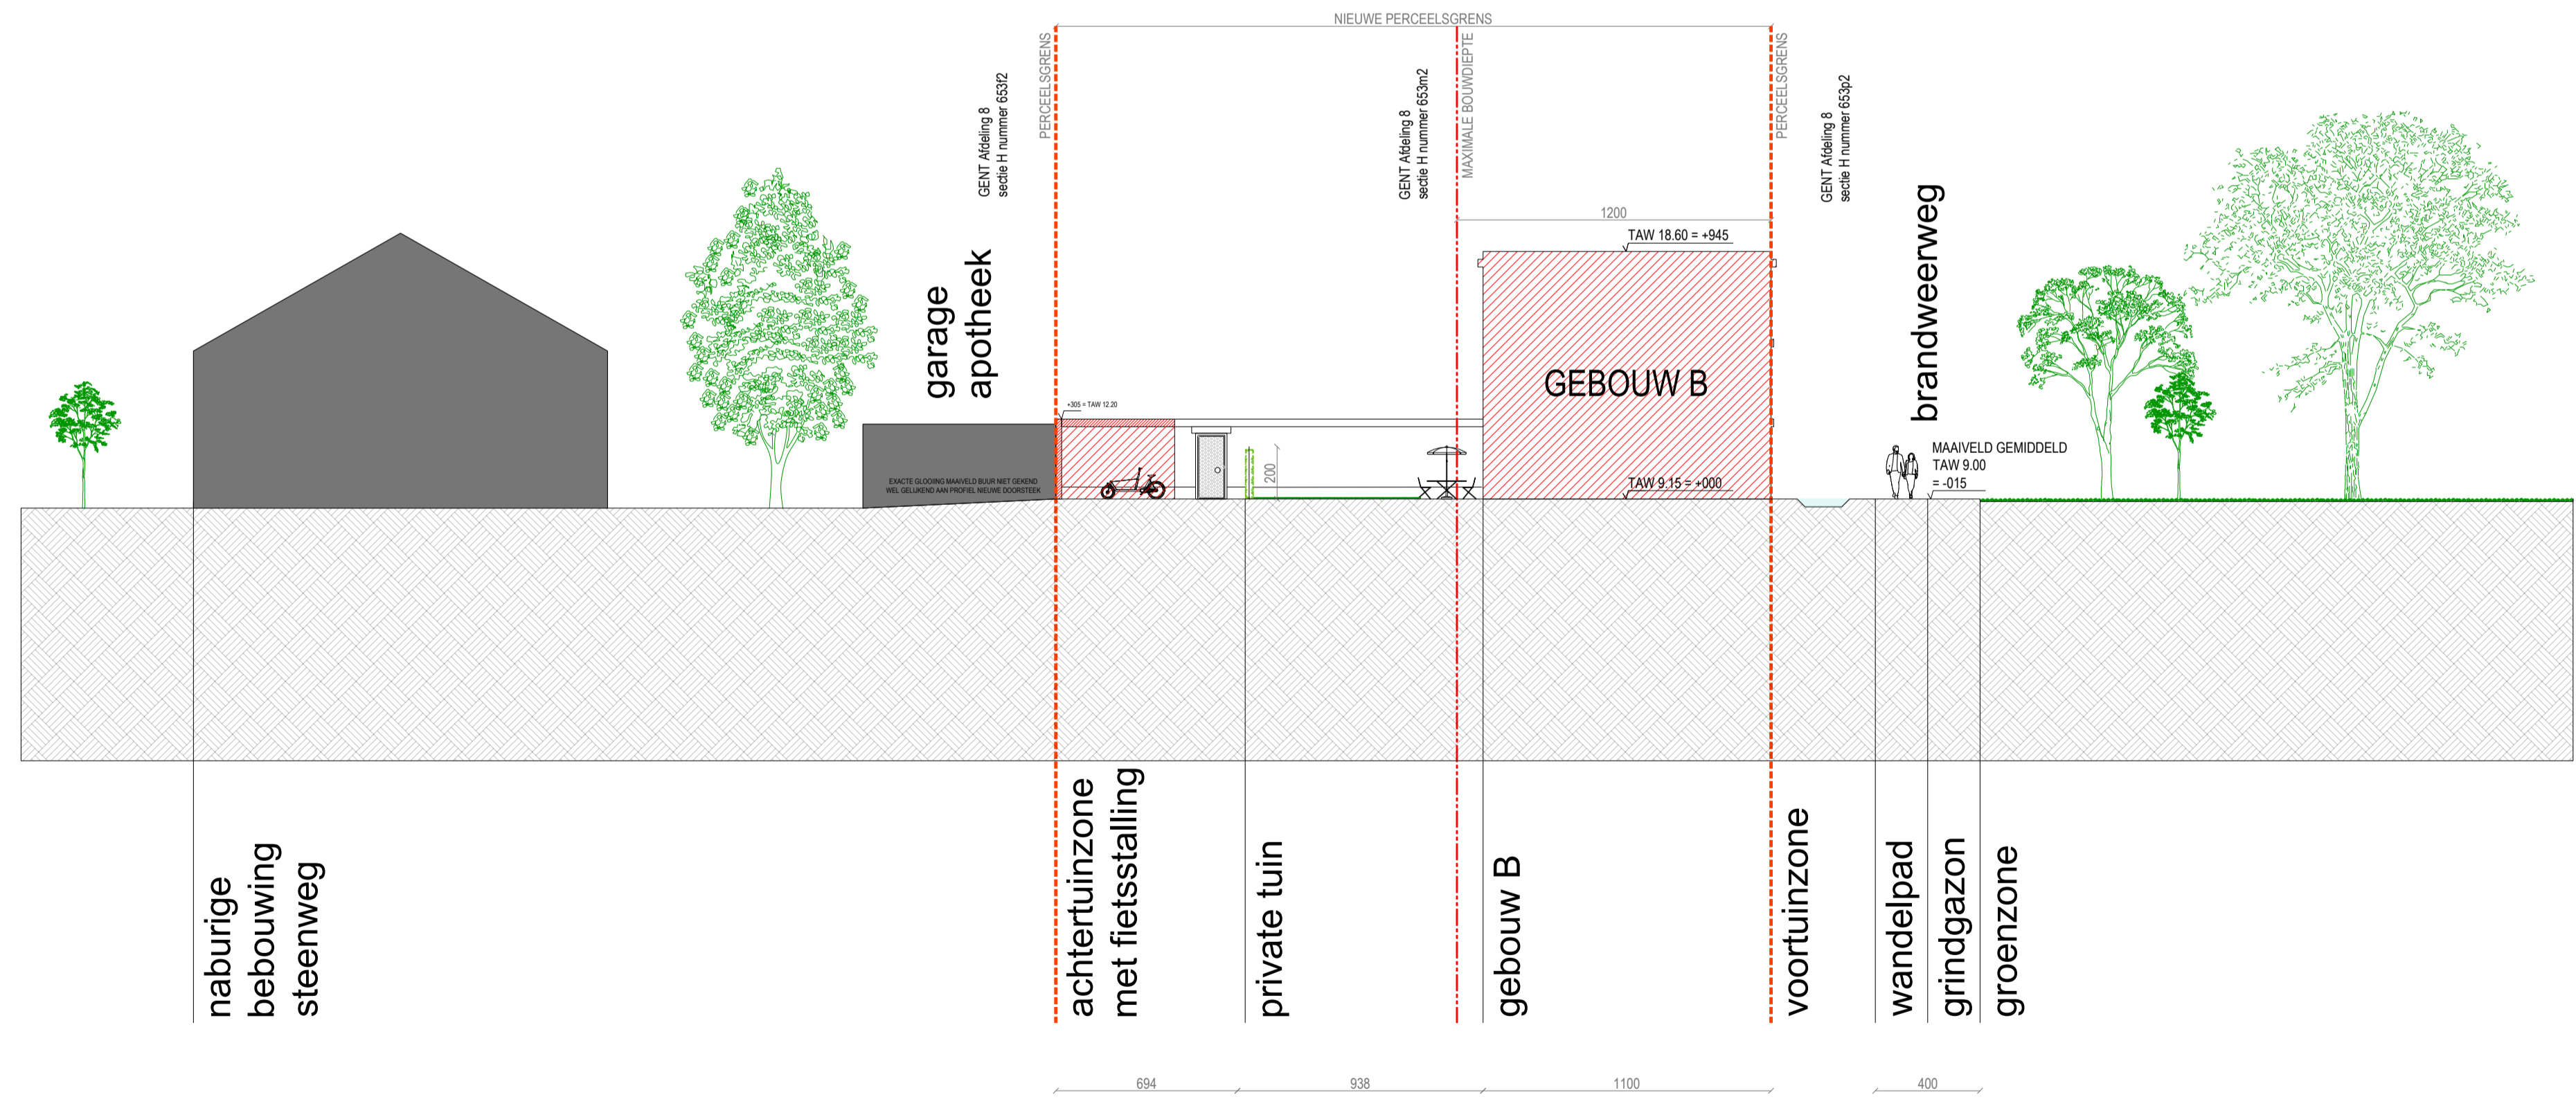 NIEUWE PERCEELSGRENS
PERCEELSGRENS
GENT Afdeling 8
sectie H nummer 653f2
GENT Afdeling 8
sectie H nummer 653m2
MAXIMALE BOUWDIEPTE
PERCEELSGRENS
GENT Afdeling 8
sectie H nummer 653p2
1200
TAW 18.60 = +945
garage
apotheek
brandweerweg
GEBOUW B
+305 = TAW 12.20
200
MAAIVELD GEMIDDELD
TAW 9.00
= -015
EXACTE GLOOIING MAAIVELD BUUR NIET GEKEND
WEL GELIJKEND AAN PROFIEL NIEUWE DOORSTEEK
TAW 9.15 = +000
naburige
bebouwing
steenweg
achtertuinzone
met fietsstalling
private tuin
gebouw B
voortuinzone
wandelpad
grindgazon
groenzone
694
938
1100
400